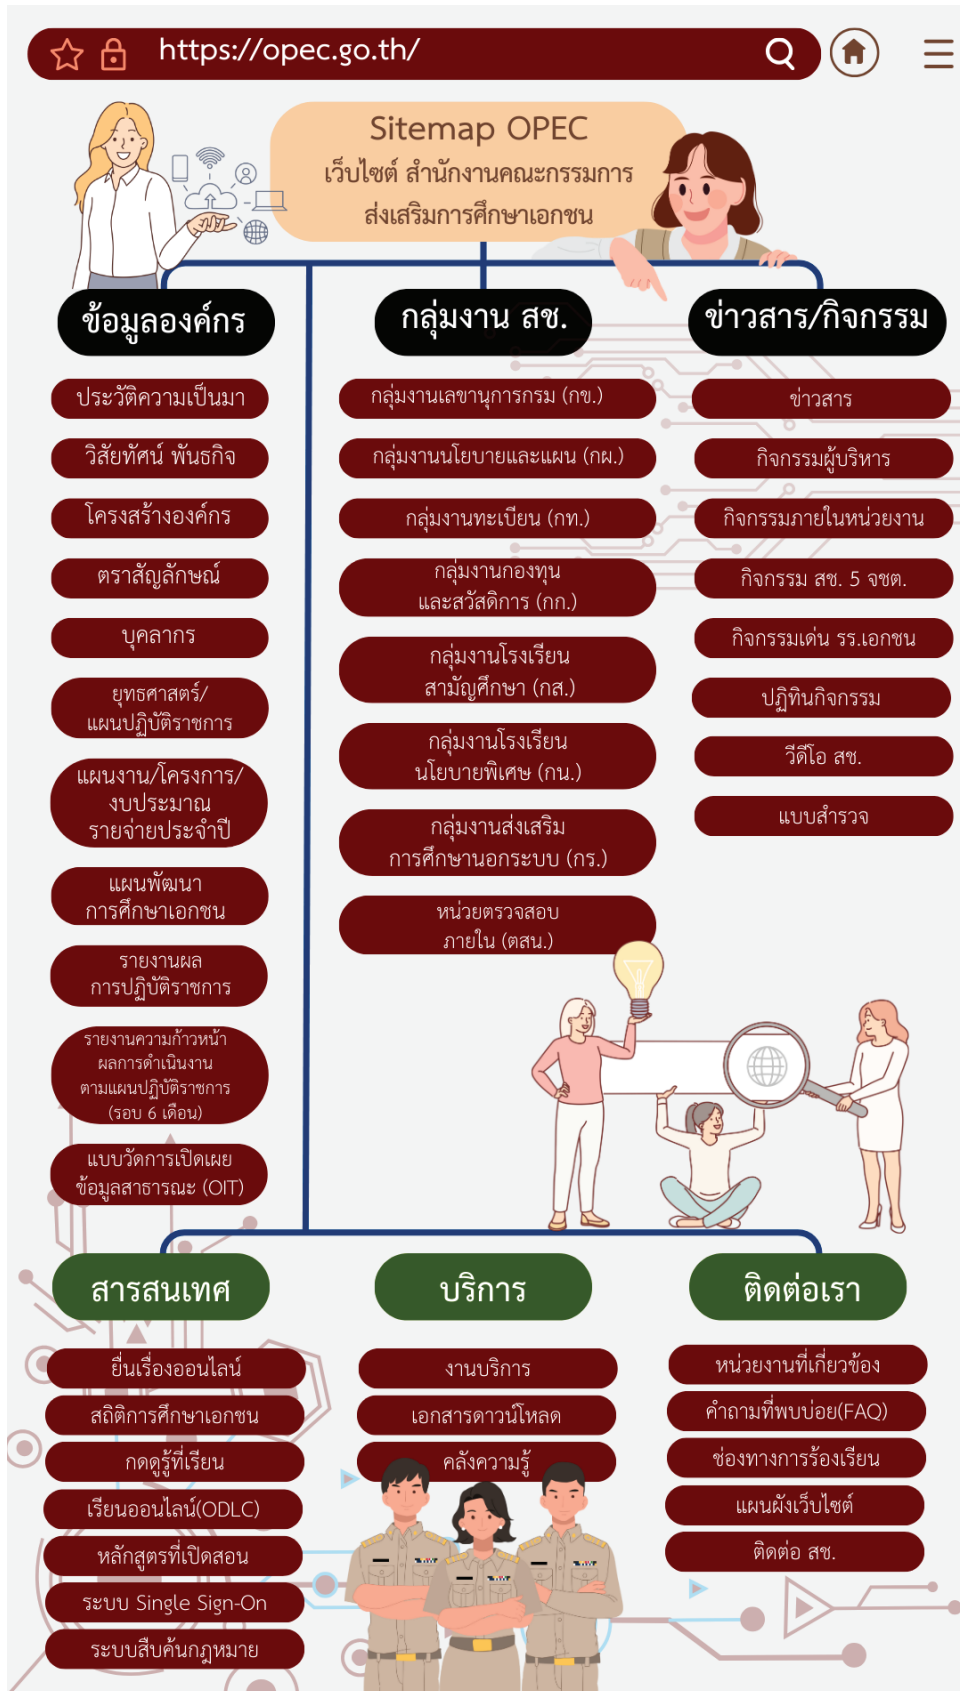 https://opec.go.th/
Sitemap OPEC
เว็บไซต์ สำนักงานคณะกรรมการ
ส่งเสริมการศึกษาเอกชน
ข้อมูลองค์กร
ประวัติความเป็นมา
วิสัยทัศน์ พันธกิจ
โครงสร้างองค์กร
ตราสัญลักษณ์
บุคลากร
ยุทธศาสตร์/
แผนปฏิบัติราชการ
แผนงาน/โครงการ/
งบประมาณ
รายจ่ายประจำปี
แผนพัฒนา
การศึกษาเอกชน
รายงานผล
การปฏิบัติราชการ
รายงานความก้าวหน้า
ผลการดำเนินงาน
ตามแผนปฏิบัติราชการ
(รอบ 6 เดือน)
แบบวัดการเปิดเผย
ข้อมูลสาธารณะ (OIT)
กลุ่มงาน สช.
กลุ่มงานเลขานุการกรม (กข.)
กลุ่มงานนโยบายและแผน (กผ.)
กลุ่มงานทะเบียน (กท.)
กลุ่มงานกองทุน
และสวัสดิการ (กก.)
กลุ่มงานโรงเรียน
สามัญศึกษา (กส.)
กลุ่มงานโรงเรียน
นโยบายพิเศษ (กน.)
กลุ่มงานส่งเสริม
การศึกษานอกระบบ (กร.)
หน่วยตรวจสอบ
ภายใน (ตสน.)
ข่าวสาร/กิจกรรม
ข่าวสาร
กิจกรรมผู้บริหาร
กิจกรรมภายในหน่วยงาน
กิจกรรม สช. 5 จชต.
กิจกรรมเด่น รร.เอกชน
ปฏิทินกิจกรรม
วีดีโอ สช.
แบบสำรวจ
สารสนเทศ
ยื่นเรื่องออนไลน์
สถิติการศึกษาเอกชน
กดดูรู้ที่เรียน
เรียนออนไลน์(ODLC)
หลักสูตรที่เปิดสอน
ระบบ Single Sign-On
ระบบสืบค้นกฎหมาย
บริการ
งานบริการ
เอกสารดาวน์โหลด
คลังความรู้
ติดต่อเรา
หน่วยงานที่เกี่ยวข้อง
คำถามที่พบบ่อย(FAQ)
ช่องทางการร้องเรียน
แผนผังเว็บไซต์
ติดต่อ สช.